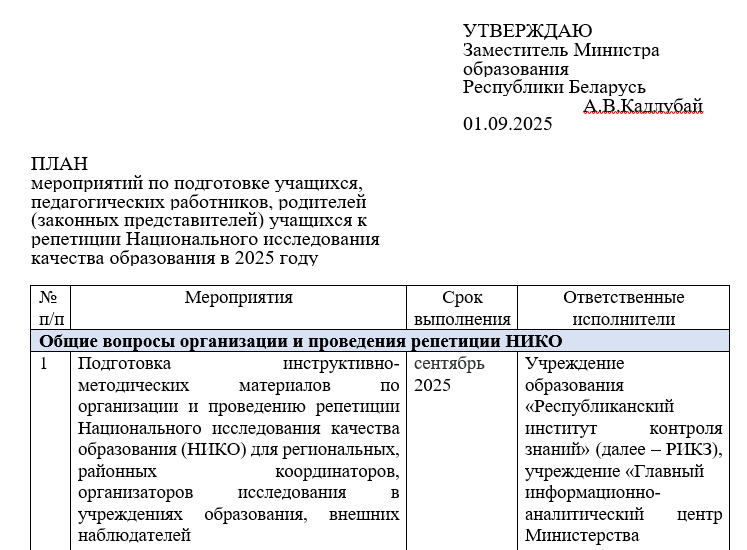 УТВЕРЖДАЮ
Заместитель Министра
образования
Республики Беларусь
А.В.Кадлубай
01.09.2025
ПЛАН
мероприятий по подготовке учащихся,
педагогических работников, родителей
(законных представителей) учащихся к
репетиции Национального исследования
качества образования в 2025 году
№ п/п
Мероприятия
Срок выполнения
Ответственные исполнители
Общие вопросы организации и проведения репетиции НИКО
1
Подготовка инструктивно-
методических материалов по
организации и проведению репетиции
Национального исследования качества
образования (НИКО) для региональных,
районных координаторов,
организаторов исследования в
учреждениях образования, внешних
наблюдателей
сентябрь
2025
Учреждение
образования
«Республиканский
институт контроля
знаний» (далее – РИКЗ),
учреждение «Главный
информационно-
аналитический центр
Министерства